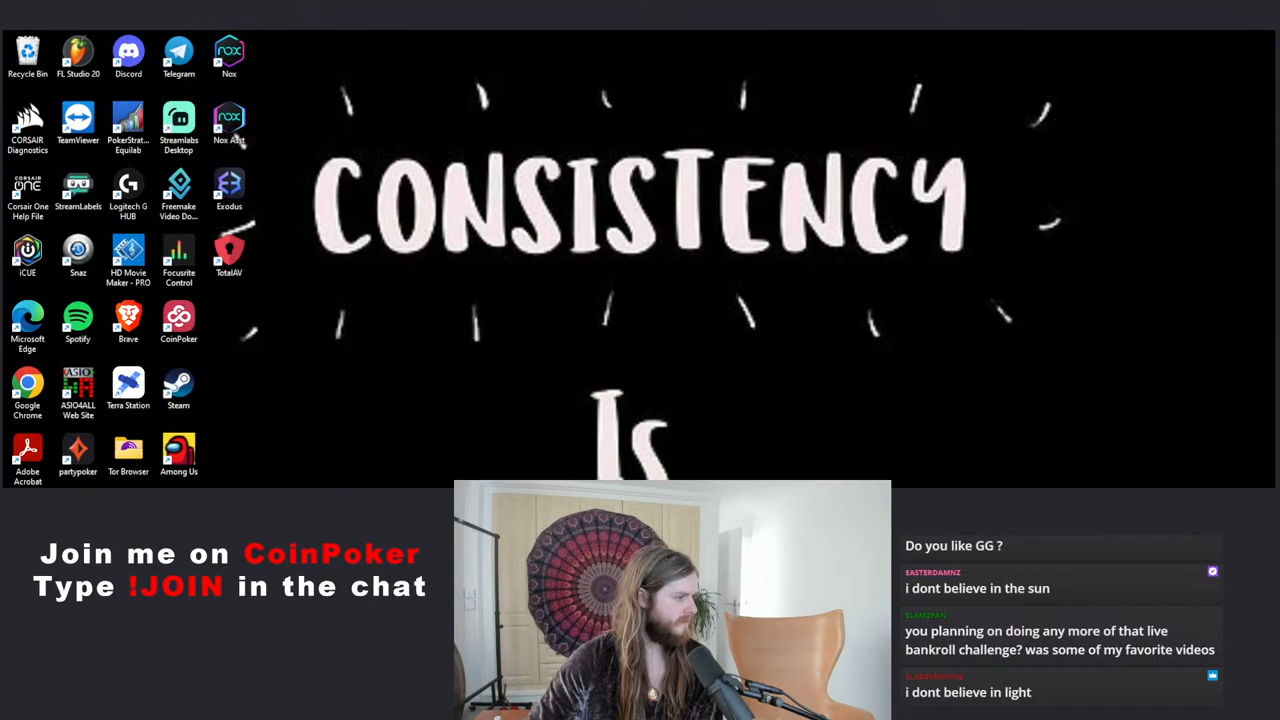 Recycle Bin
FL Studio 20
Discord
Telegram
Nox
CORSAIR
Diagnostics
TeamViewer
PokerStrat...
Equilab
Streamlabs
Desktop
Nox
Corsair One
Help File
StreamLabels
Logitech G
HUB
Freemake
Video Do...
Exodus
iCUE
Snaz
HD Movie
Maker - PRO
Focusrite
Control
TotalAV
Microsoft
Edge
Spotify
Brave
CoinPoker
Google
Chrome
ASIO4ALL
Web Site
Terra Station
Steam
Adobe
Acrobat
partypoker
Tor Browser
Among Us
CONSISTENCY
Is
Join me on CoinPoker
Type !JOIN in the chat
Do you like GG ?
EASTERDAMNZ
i dont believe in the sun
you planning on doing any more of that live
bankroll challenge? was some of my favorite videos
i dont believe in light